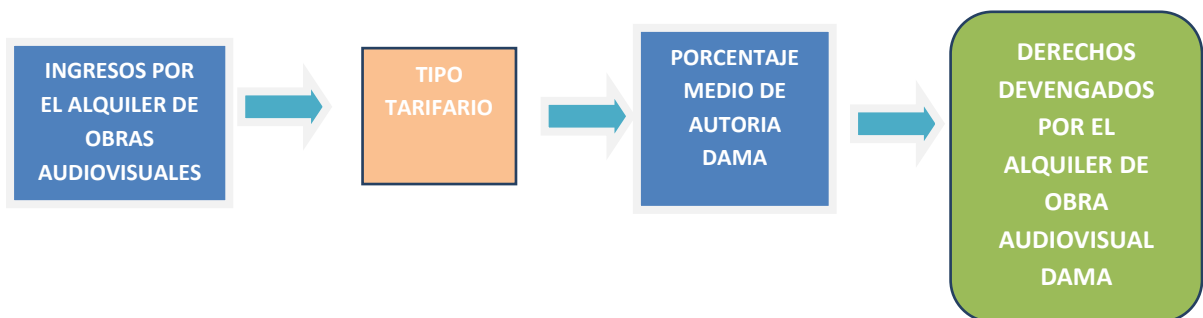 INGRESOS POR
EL ALQUILER DE
OBRAS
AUDIOVISUALES
TIPO
TARIFARIO
PORCENTAJE
MEDIO DE
AUTORIA
DAMA
DERECHOS
DEVENGADOS
POR EL
ALQUILER DE
OBRA
AUDIOVISUAL
DAMA